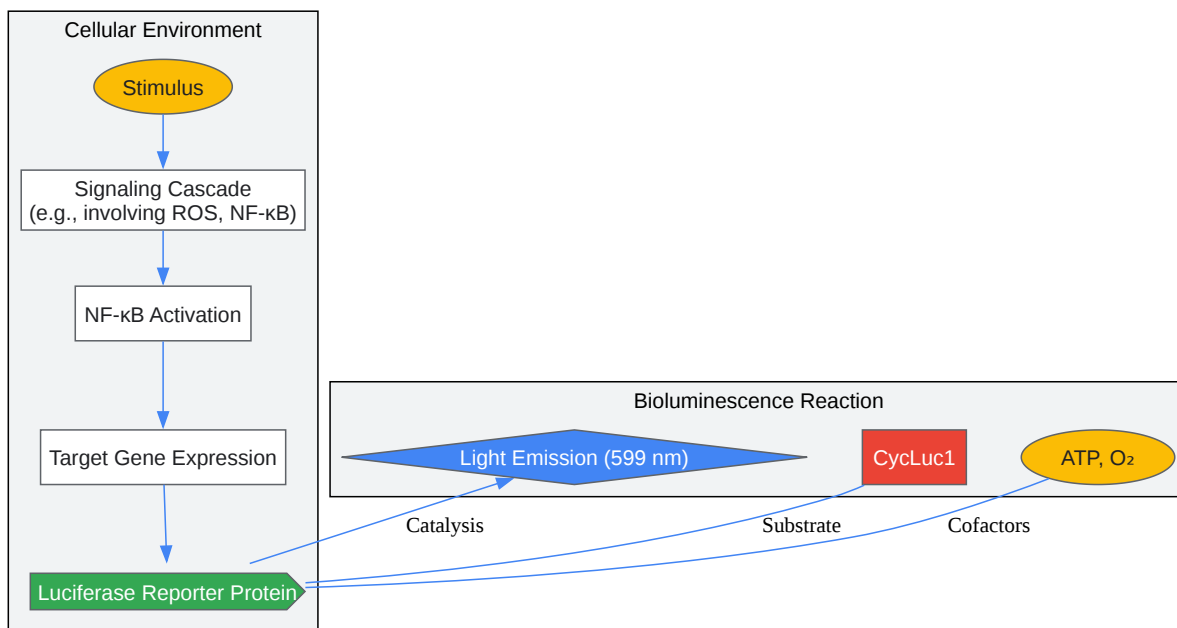 Cellular Environment
Stimulus
Signaling Cascade
(e.g., involving ROS, NF-κB)
NF-κB Activation
Target Gene Expression
Luciferase Reporter Protein
Bioluminescence Reaction
Light Emission (599 nm)
CycLuc1
ATP, O₂
Catalysis
Substrate
Cofactors